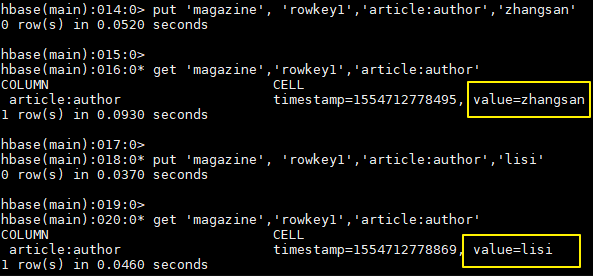 hbase(main):014:0> put 'magazine', 'rowkey1','article:author','zhangsan'
0 row(s) in 0.0520 seconds
hbase(main):015:0>
hbase(main):016:0* get 'magazine','rowkey1','article:author'
COLUMN CELL
article:author timestamp=1554712778495, value=zhangsan
1 row(s) in 0.0930 seconds
hbase(main):017:0>
hbase(main):018:0* put 'magazine', 'rowkey1','article:author','lisi'
0 row(s) in 0.0370 seconds
hbase(main):019:0>
hbase(main):020:0* get 'magazine','rowkey1','article:author'
COLUMN CELL
article:author timestamp=1554712778869, value=lisi
1 row(s) in 0.0460 seconds